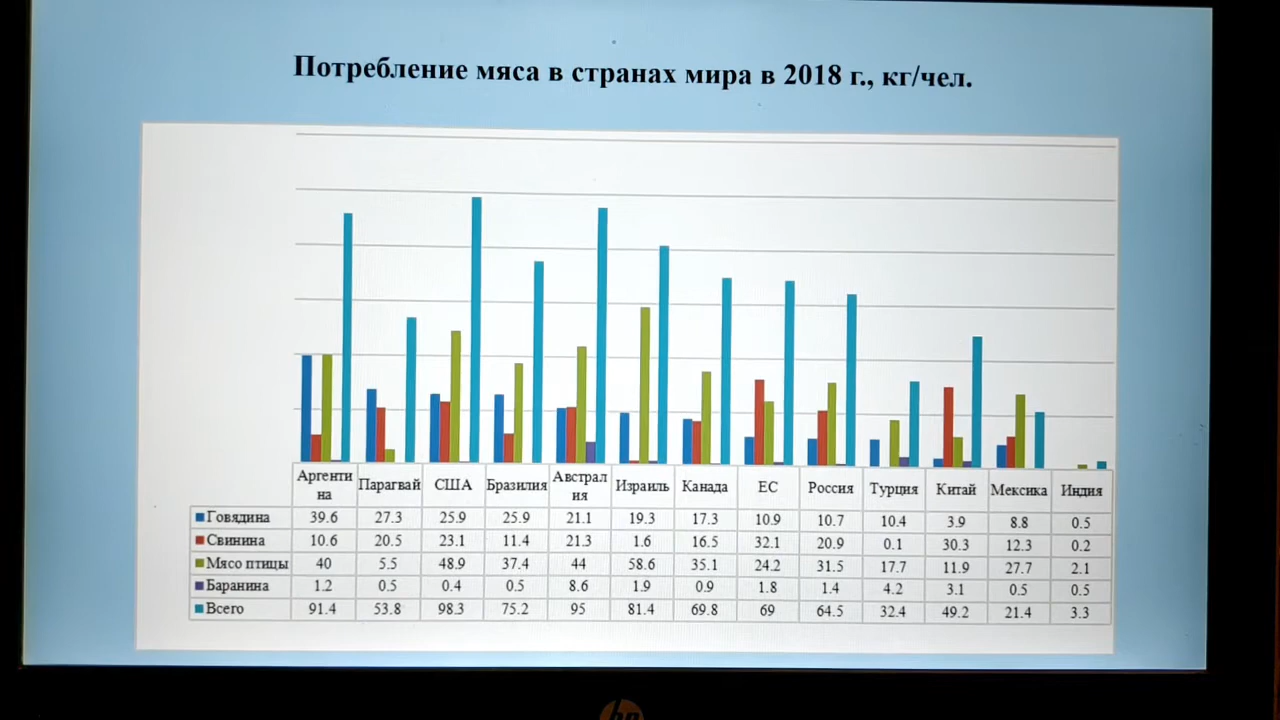 Потребление мяса в странах мира в 2018 г., кг/чел.
Аргенти на Парагвай США Бразилия Австрал ия Израиль Канада ЕС Россия Турция Китай Мексика Индия
Говядина 39.6 27.3 25.9 25.9 21.1 19.3 17.3 10.9 10.7 10.4 3.9 8.8 0.5
Свинина 10.6 20.5 23.1 11.4 21.3 1.6 16.5 32.1 20.9 0.1 30.3 12.3 0.2
Мясо птицы 40 5.5 48.9 37.4 44 58.6 35.1 24.2 31.5 17.7 11.9 27.7 2.1
Баранина 1.2 0.5 0.4 0.5 8.6 1.9 0.9 1.8 1.4 4.2 3.1 0.5 0.5
Всего 91.4 53.8 98.3 75.2 95 81.4 69.8 69 64.5 32.4 49.2 21.4 3.3
hp